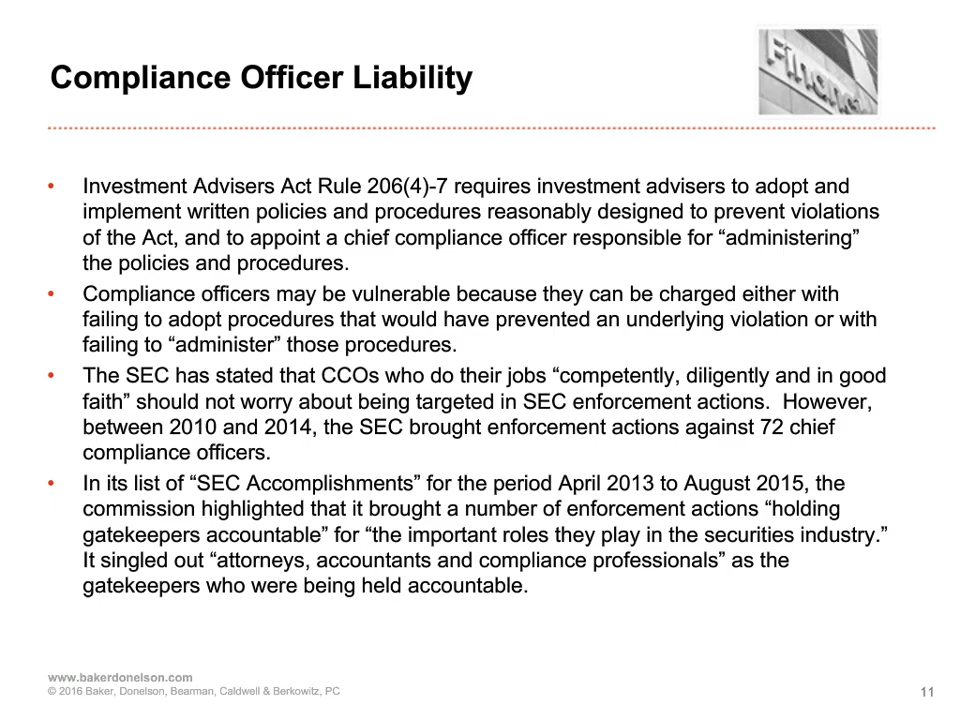 Compliance Officer Liability
Financi
• Investment Advisers Act Rule 206(4)-7 requires investment advisers to adopt and
implement written policies and procedures reasonably designed to prevent violations
of the Act, and to appoint a chief compliance officer responsible for “administering”
the policies and procedures.
• Compliance officers may be vulnerable because they can be charged either with
failing to adopt procedures that would have prevented an underlying violation or with
failing to “administer” those procedures.
• The SEC has stated that CCOs who do their jobs “competently, diligently and in good
faith” should not worry about being targeted in SEC enforcement actions.  However,
between 2010 and 2014, the SEC brought enforcement actions against 72 chief
compliance officers.
• In its list of “SEC Accomplishments” for the period April 2013 to August 2015, the
commission highlighted that it brought a number of enforcement actions “holding
gatekeepers accountable” for “the important roles they play in the securities industry.”
It singled out “attorneys, accountants and compliance professionals” as the
gatekeepers who were being held accountable.
www.bakerdonelson.com
© 2016 Baker, Donelson, Bearman, Caldwell & Berkowitz, PC
11